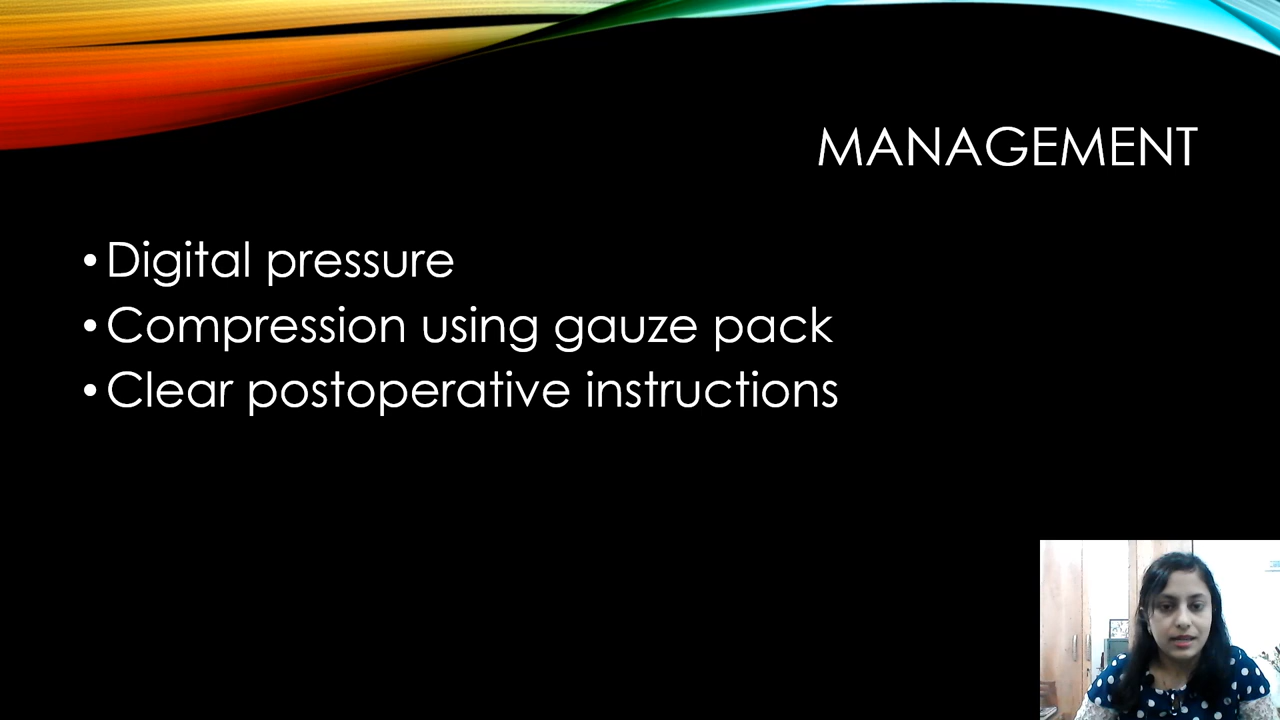 MANAGEMENT
• Digital pressure
• Compression using gauze pack
• Clear postoperative instructions